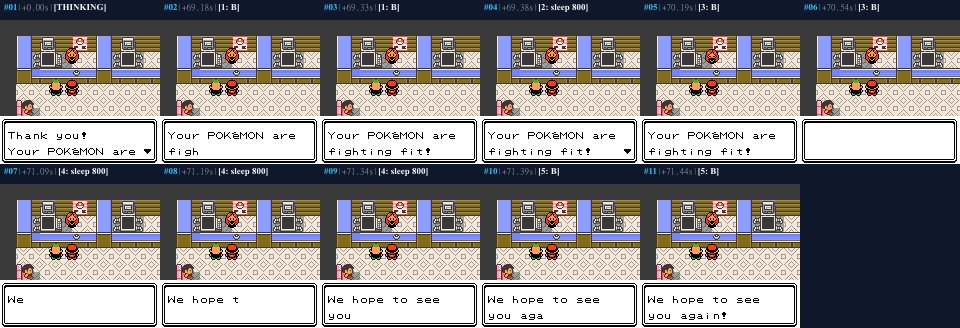 #01 | +0.00s | [THINKING]
#02 | +69.18s | [1: B]
#03 | +69.33s | [1: B]
#04 | +69.38s | [2: sleep 800]
#05 | +70.19s | [3: B]
#06 | +70.54s | [3: B]
Thank you!
Your POKéMON are ▼
Your POKéMON are
figh
Your POKéMON are
fighting fit!
Your POKéMON are
fighting fit! ▼
Your POKéMON are
fighting fit!
#07 | +71.09s | [4: sleep 800]
#08 | +71.19s | [4: sleep 800]
#09 | +71.34s | [4: sleep 800]
#10 | +71.39s | [5: B]
#11 | +71.44s | [5: B]
We
We hope t
We hope to see
you
We hope to see
you aga
We hope to see
you again!